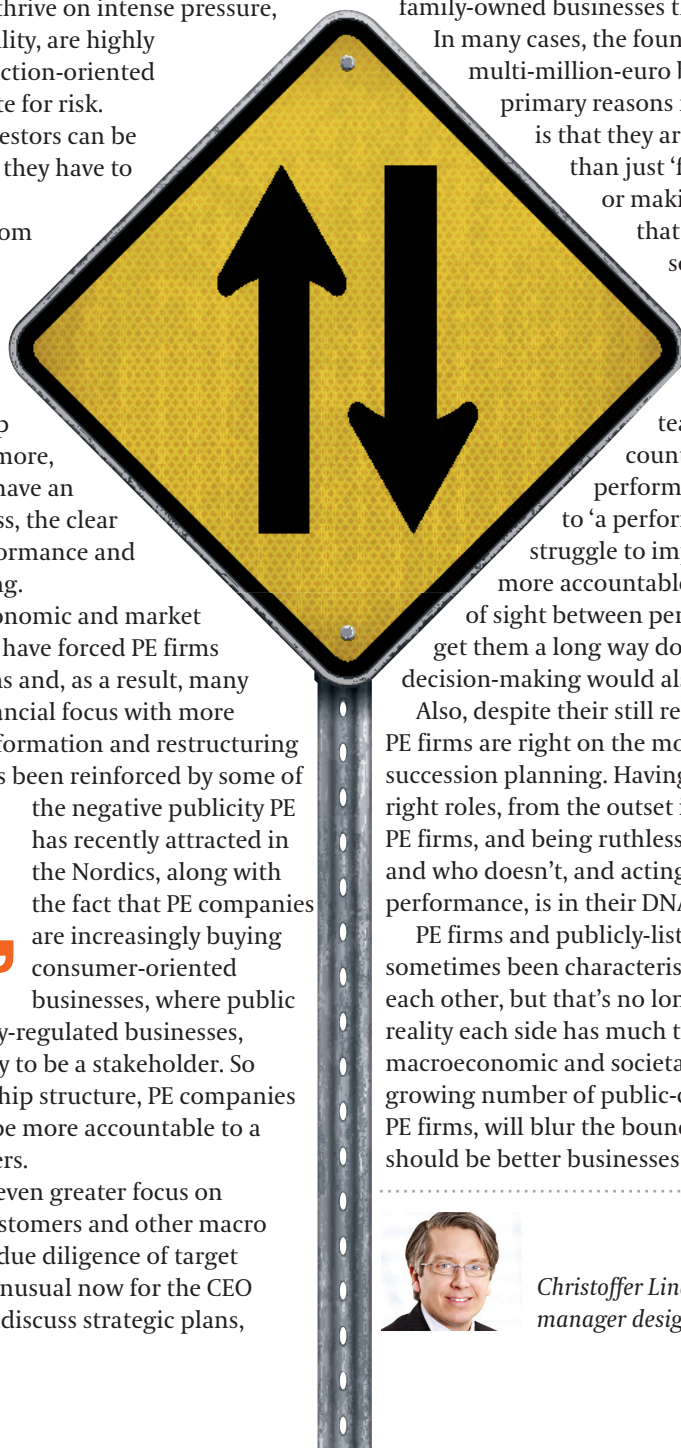 thrive on intense pressure,
lity, are highly
ction-oriented
te for risk.
estors can be
they have to
om
p
more,
have an
ss, the clear
ormance and
ng.
onomic and market
have forced PE firms
ns and, as a result, many
ancial focus with more
formation and restructuring
s been reinforced by some of
the negative publicity PE
has recently attracted in
the Nordics, along with
the fact that PE companies
are increasingly buying
consumer-oriented
businesses, where public
y-regulated businesses,
y to be a stakeholder. So
hip structure, PE companies
be more accountable to a
ers.
even greater focus on
stomers and other macro
due diligence of target
nusual now for the CEO
discuss strategic plans,
family-owned businesses t
In many cases, the foun
multi-million-euro b
primary reasons
is that they ar
than just ‘f
or maki
that
so
tea
count
perform
to ‘a perfor
struggle to imp
more accountable
of sight between per
get them a long way do
decision-making would als
Also, despite their still re
PE firms are right on the mo
succession planning. Having
right roles, from the outset i
PE firms, and being ruthless
and who doesn’t, and acting
performance, is in their DNA
PE firms and publicly-list
sometimes been characteris
each other, but that’s no lon
reality each side has much t
macroeconomic and societa
growing number of public-c
PE firms, will blur the bound
should be better businesses
Christoffer Lind
manager desig